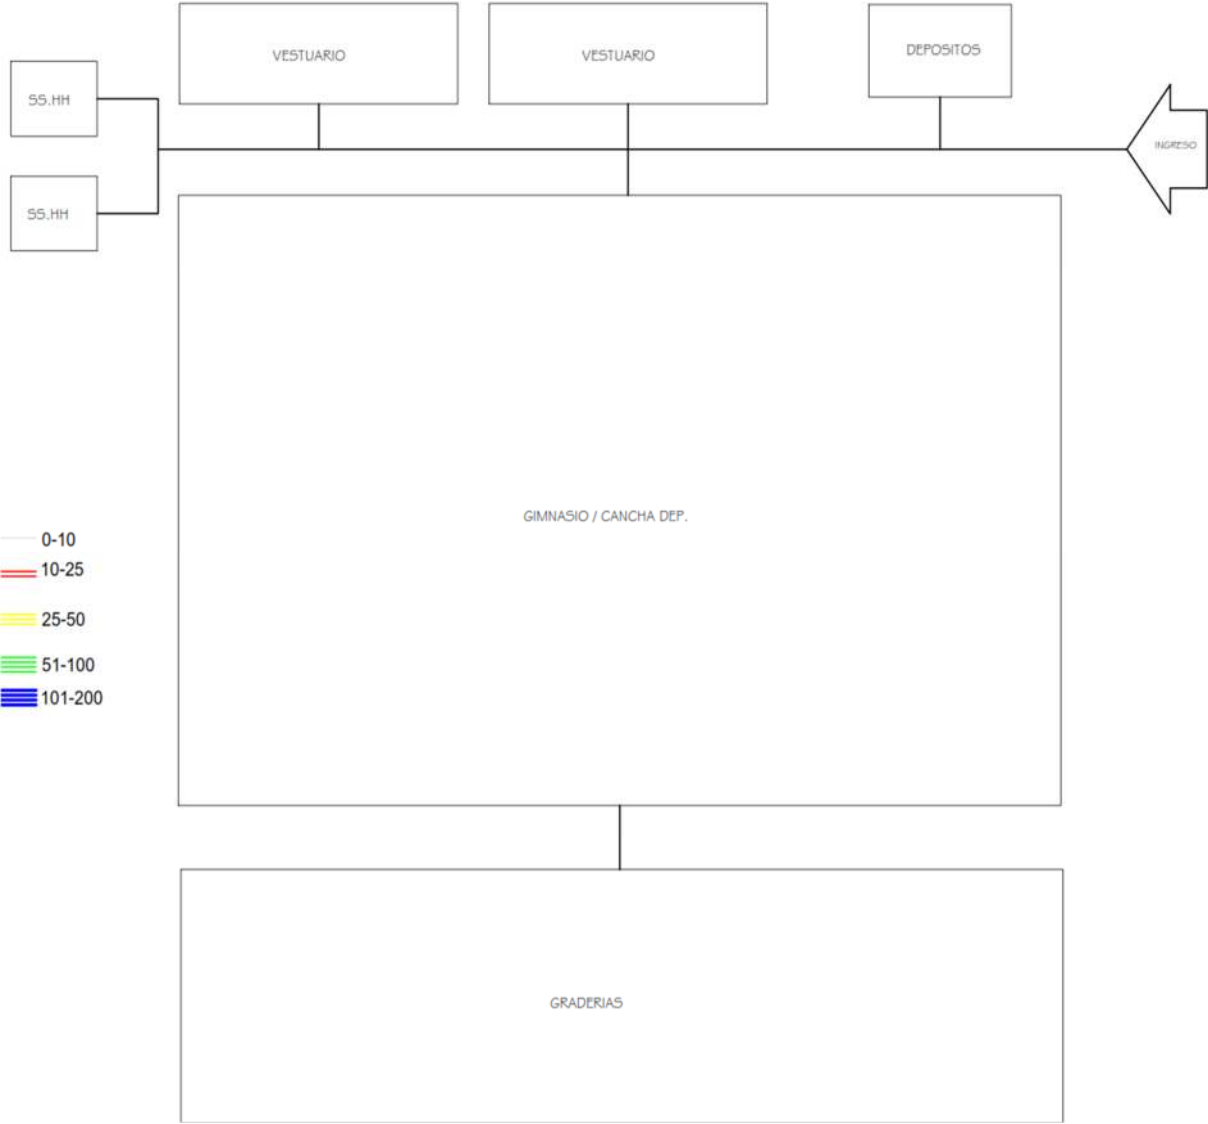 VESTUARIO
VESTUARIO
DEPOSITOS
SS.HH
INGRESO
SS.HH
GIMNASIO / CANCHA DEP.
0-10
10-25
25-50
51-100
101-200
GRADERIAS